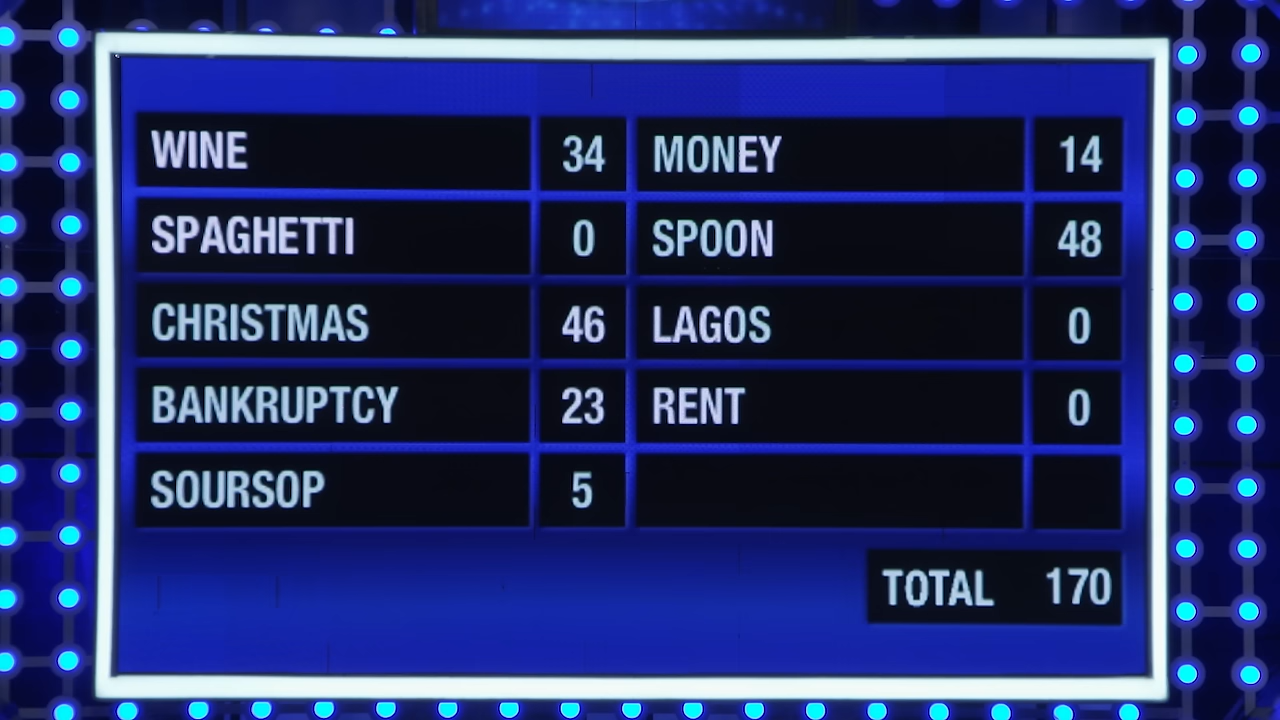 WINE 34 MONEY 14
SPAGHETTI 0 SPOON 48
CHRISTMAS 46 LAGOS 0
BANKRUPTCY 23 RENT 0
SOURSOP 5
TOTAL 170